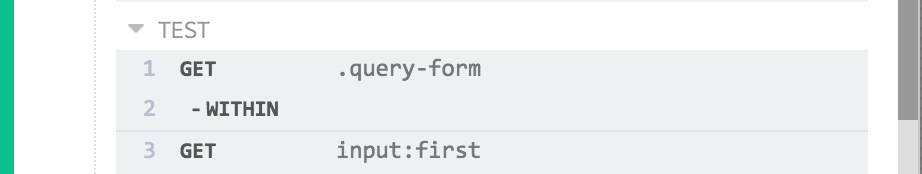 TEST
1 GET .query-form
2 -WITHIN
3 GET input:first